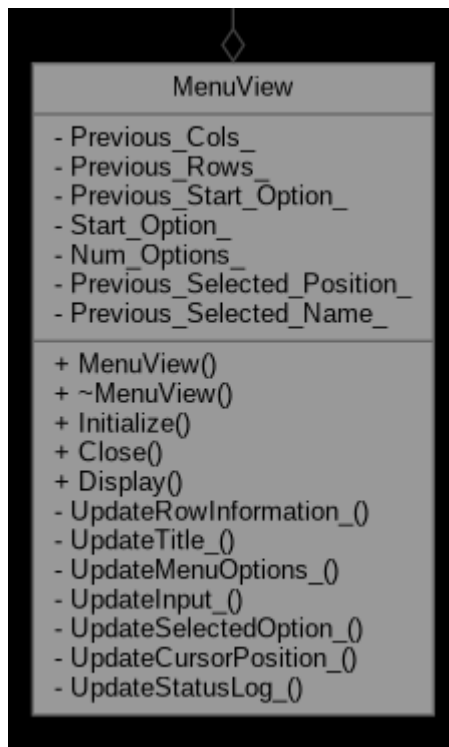 MenuView
- Previous_Cols_
- Previous_Rows_
- Previous_Start_Option_
- Start_Option_
- Num_Options_
- Previous_Selected_Position_
- Previous_Selected_Name_
+ MenuView()
+ ~MenuView()
+ Initialize()
+ Close()
+ Display()
- UpdateRowInformation_()
- UpdateTitle_()
- UpdateMenuOptions_()
- UpdateInput_()
- UpdateSelectedOption_()
- UpdateCursorPosition_()
- UpdateStatusLog_()